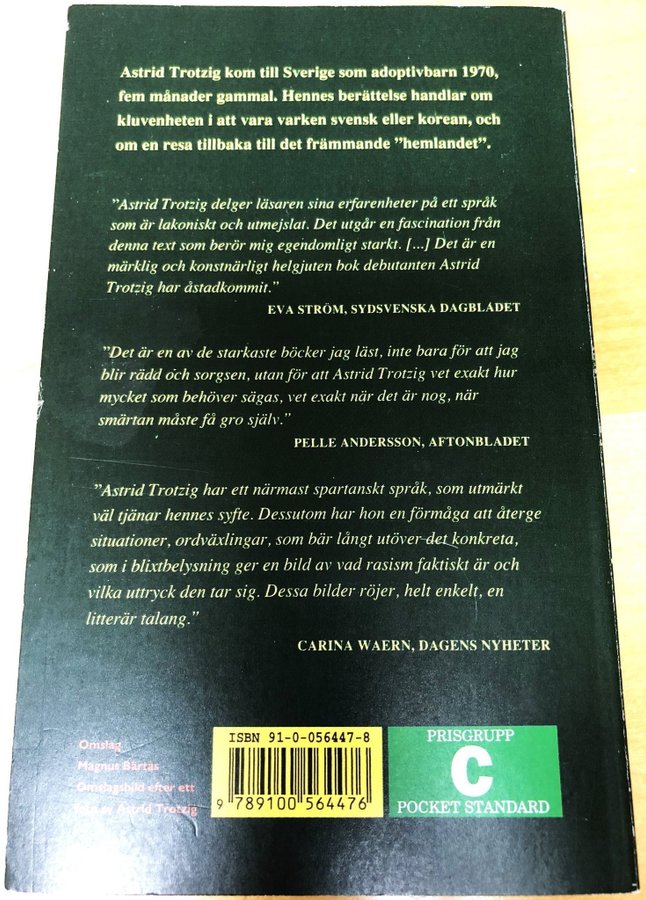 Astrid Trotzig kom till Sverige som adoptivbarn 1970,
fem månader gammal. Hennes berättelse handlar om
kluvenheten i att vara varken svensk eller korean, och
om en resa tillbaka till det främmande ”hemlandet”.
”Astrid Trotzig delger läsaren sina erfarenheter på ett språk
som är lakoniskt och utmejslat. Det utgår en fascination från
denna text som berör mig egendomligt starkt. [...] Det är en
märklig och konstnärligt helgjuten bok debutanten Astrid
Trotzig har åstadkommit.”
EVA STRÖM, SYDSVENSKA DAGBLADET
”Det är en av de starkaste böcker jag läst, inte bara för att jag
blir rädd och sorgsen, utan för att Astrid Trotzig vet exakt hur
mycket som behöver sägas, vet exakt när det är nog, när
smärtan måste få gro själv.”
PELLE ANDERSSON, AFTONBLADET
”Astrid Trotzig har ett närmast spartanskt språk, som utmärkt
väl tjänar hennes syfte. Dessutom har hon en förmåga att återge
situationer, ordväxlingar, som bär långt utöver det konkreta,
som i blixtbelysning ger en bild av vad rasism faktiskt är och
vilka uttryck den tar sig. Dessa bilder röjer, helt enkelt, en
litterär talang.”
CARINA WAERN, DAGENS NYHETER
Omslag
Magnus Bärtås
Omslagsbild efter ett
foto av Astrid Trotzig
ISBN 91-0-056447-8
9 789100 564476
PRISGRUPP
C
POCKET STANDARD